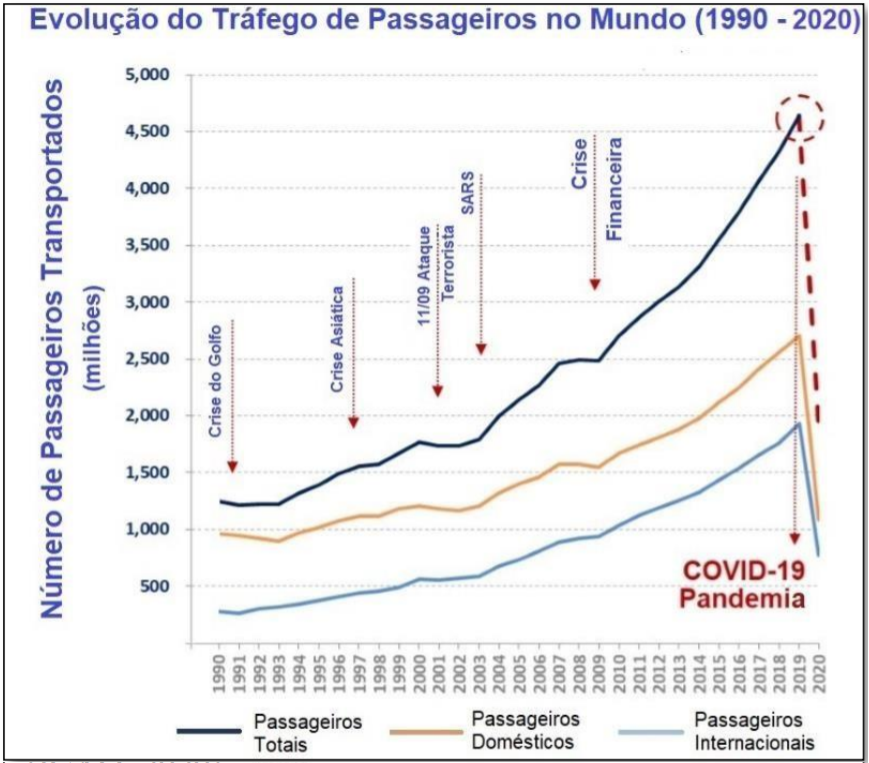 Evolução do Tráfego de Passageiros no Mundo (1990 - 2020)
Número de Passageiros Transportados
(milhões)
5,000
4,500
4,000
3,500
3,000
2,500
2,000
1,500
1,000
500
Crise do Golfo
Crise Asiática
11/09 Ataque
Terrorista
SARS
Crise
Financeira
COVID-19
Pandemia
1990
1991
1992
1993
1994
1995
1996
1997
1998
1999
2000
2001
2002
2003
2004
2005
2006
2007
2008
2009
2010
2011
2012
2013
2014
2015
2016
2017
2018
2019
2020
Passageiros
Totais
Passageiros
Domésticos
Passageiros
Internacionais